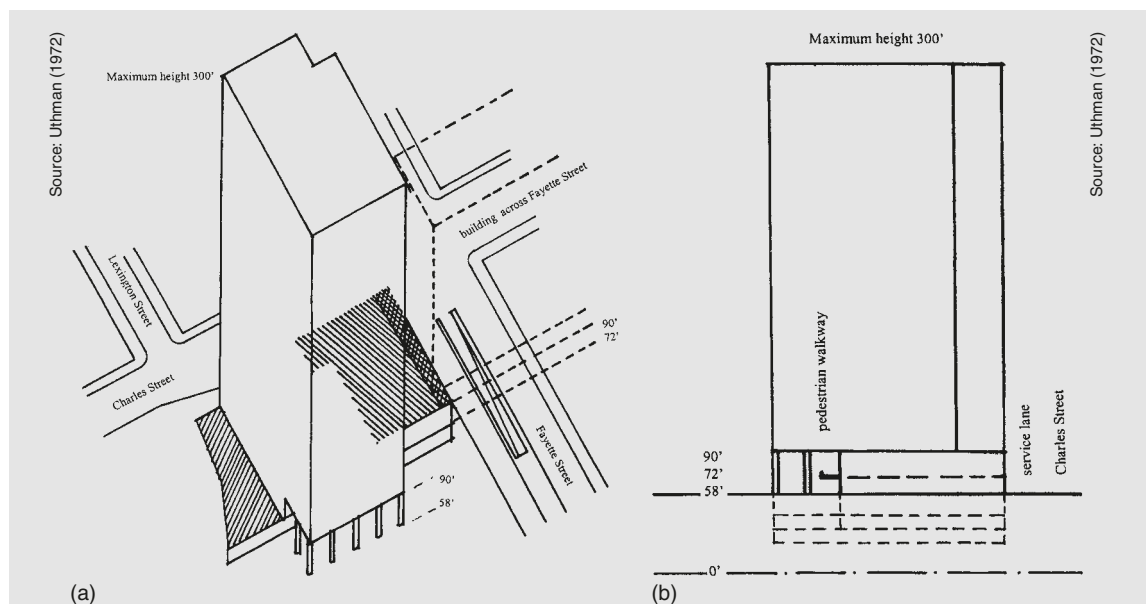 Source: Uthman (1972)
Maximum height 300'
Lexington Street
Charles Street
building across Fayette Street
90'
72'
Fayette Street
90'
58'
(a)
Maximum height 300'
Source: Uthman (1972)
pedestrian walkway
service lane
Charles Street
90'
72'
58'
0'
(b)